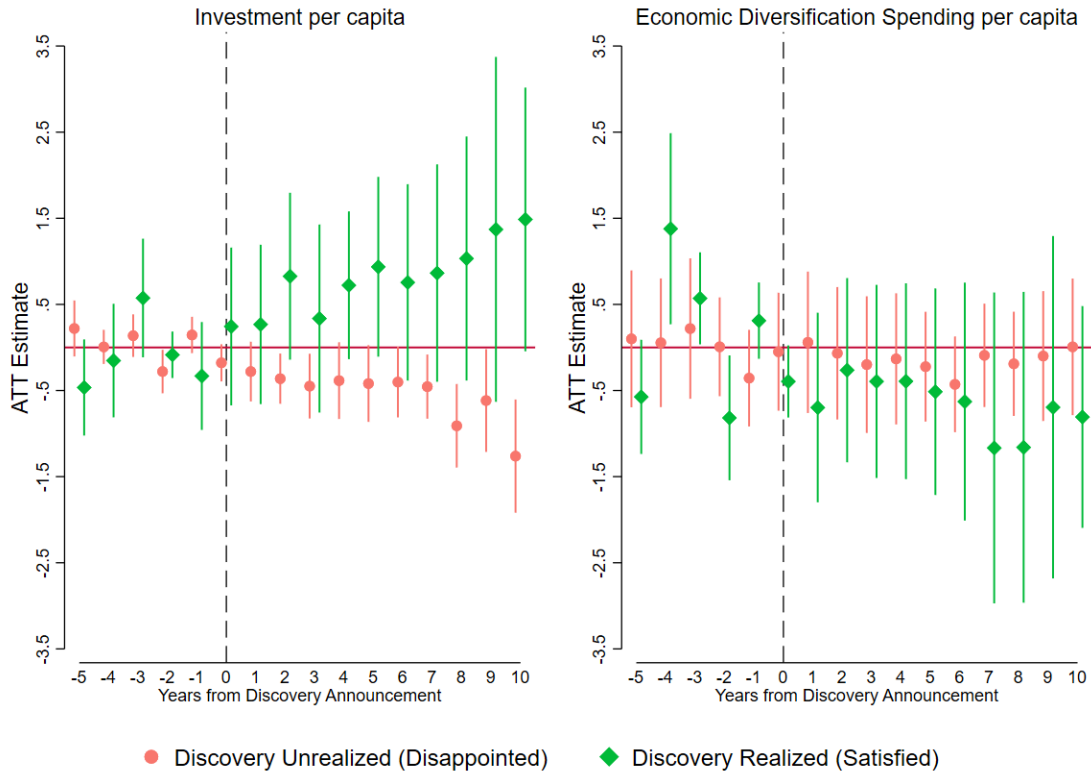 Investment per capita
Economic Diversification Spending per capita
ATT Estimate
3.5
2.5
1.5
.5
-.5
-1.5
-2.5
-3.5
-5 -4 -3 -2 -1 0 1 2 3 4 5 6 7 8 9 10
Years from Discovery Announcement
ATT Estimate
3.5
2.5
1.5
.5
-.5
-1.5
-2.5
-3.5
-5 -4 -3 -2 -1 0 1 2 3 4 5 6 7 8 9 10
Years from Discovery Announcement
Discovery Unrealized (Disappointed)
Discovery Realized (Satisfied)